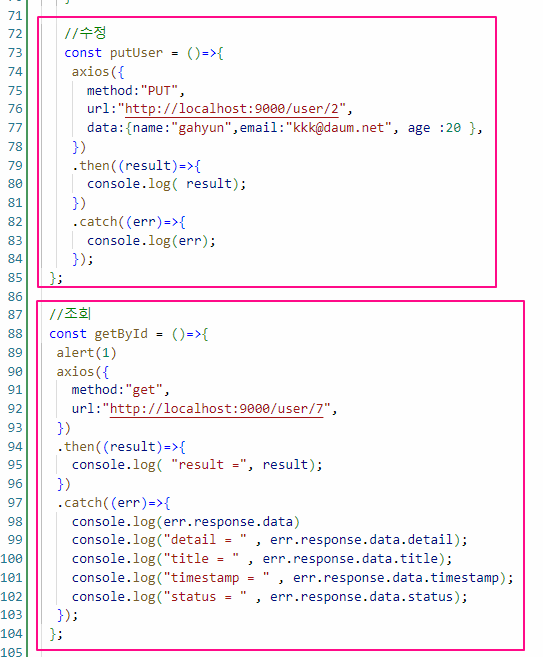 71
72 //수정
73 const putUser = ()=>{
74 axios({
75 method:"PUT",
76 url:"http://localhost:9000/user/2",
77 data:{name:"gahyun",email:"kkk@daum.net", age :20 },
78 })
79 .then((result)=>{
80 console.log( result);
81 })
82 .catch((err)=>{
83 console.log(err);
84 });
85 };
86
87 //조회
88 const getById = ()=>{
89 alert(1)
90 axios({
91 method:"get",
92 url:"http://localhost:9000/user/7",
93 })
94 .then((result)=>{
95 console.log( "result =", result);
96 })
97 .catch((err)=>{
98 console.log(err.response.data)
99 console.log("detail = " , err.response.data.detail);
100 console.log("title = " , err.response.data.title);
101 console.log("timestamp = " , err.response.data.timestamp);
102 console.log("status = " , err.response.data.status);
103 });
104 };
105